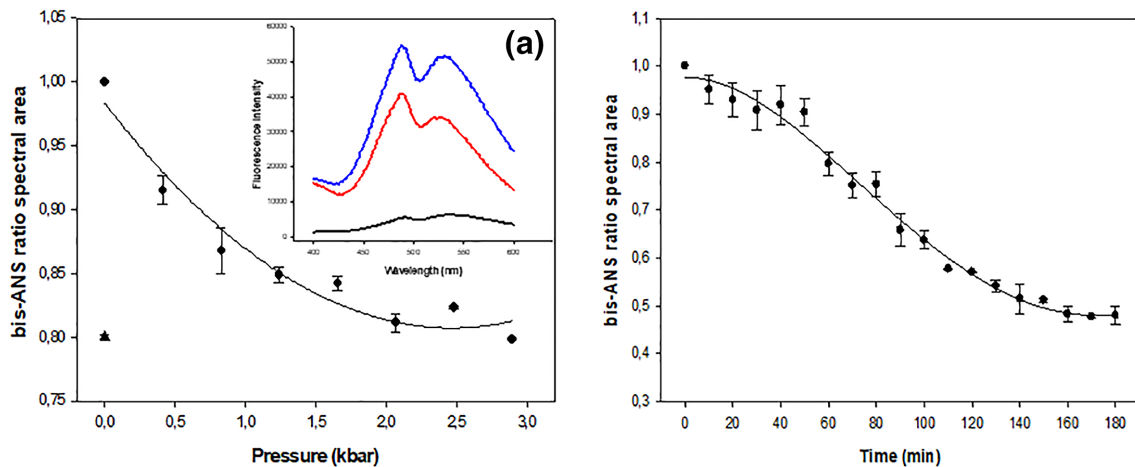 bis-ANS ratio spectral area
1,05
1,00
0,95
0,90
0,85
0,80
0,75
0,0 0,5 1,0 1,5 2,0 2,5 3,0
Pressure (kbar)
(a)
Fluorescence Intensity
60000
50000
40000
30000
20000
10000
0
400 450 500 550 600
Wavelength (nm)
bis-ANS ratio spectral area
1,1
1,0
0,9
0,8
0,7
0,6
0,5
0,4
0,3
0 20 40 60 80 100 120 140 160 180
Time (min)